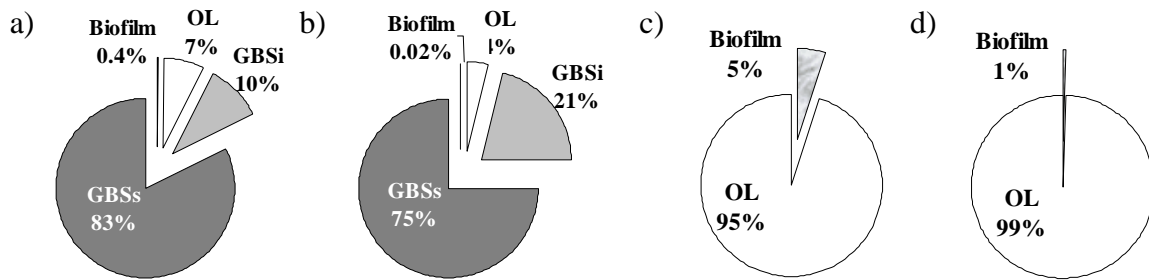 a)
Biofilm
0.4%
OL
7%
GBSi
10%
GBSs
83%
b)
Biofilm
0.02%
OL
4%
GBSi
21%
GBSs
75%
c)
Biofilm
5%
OL
95%
d)
Biofilm
1%
OL
99%